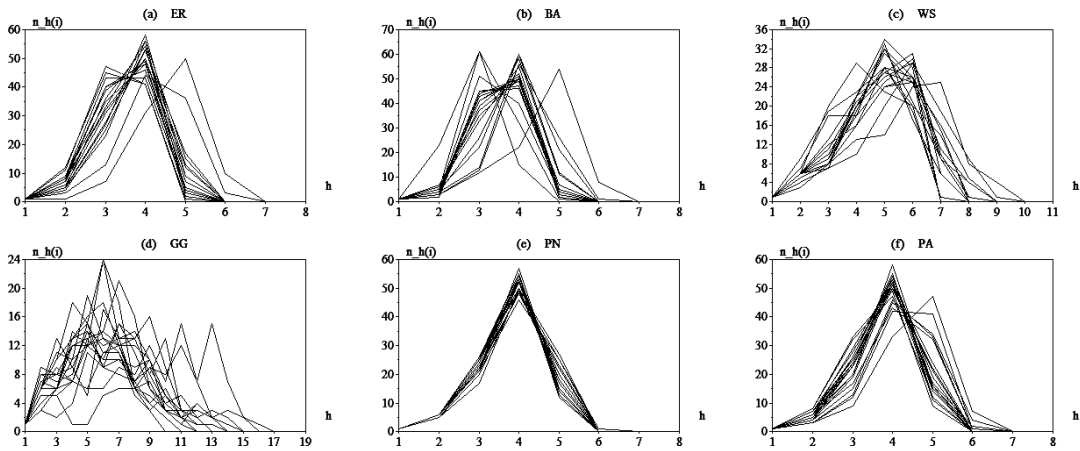 (a) ER
n_h(i)
60
50
40
30
20
10
0
1 2 3 4 5 6 7 8
h
(b) BA
n_h(i)
70
60
50
40
30
20
10
0
1 2 3 4 5 6 7 8
h
(c) WS
n_h(i)
36
32
28
24
20
16
12
8
4
0
1 2 3 4 5 6 7 8 9 10 11
h
(d) GG
n_h(i)
24
20
16
12
8
4
0
1 3 5 7 9 11 13 15 17 19
h
(e) PN
n_h(i)
60
50
40
30
20
10
0
1 2 3 4 5 6 7 8
h
(f) PA
n_h(i)
60
50
40
30
20
10
0
1 2 3 4 5 6 7 8
h